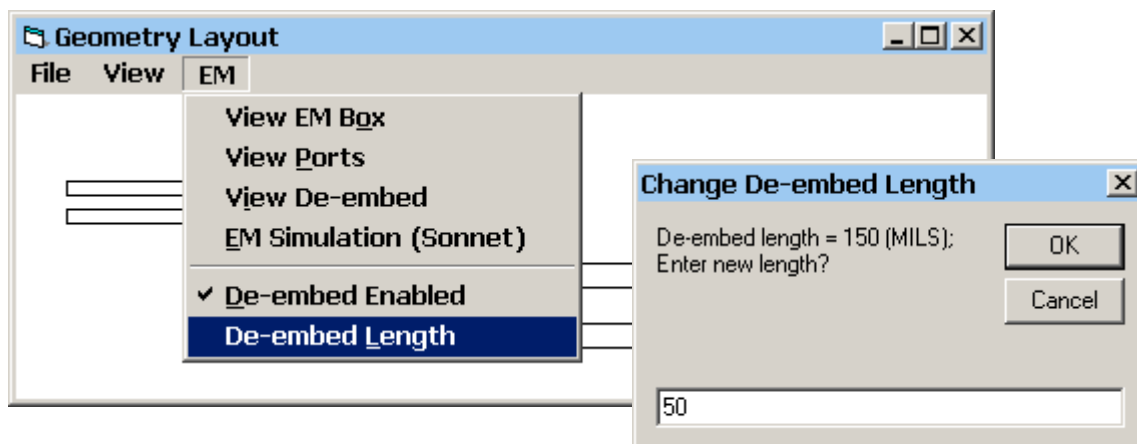 Geometry Layout
File View EM
View EM Box
View Ports
View De-embed
EM Simulation (Sonnet)
De-embed Enabled
De-embed Length
Change De-embed Length
De-embed length = 150 (MILS);
Enter new length?
OK
Cancel
50